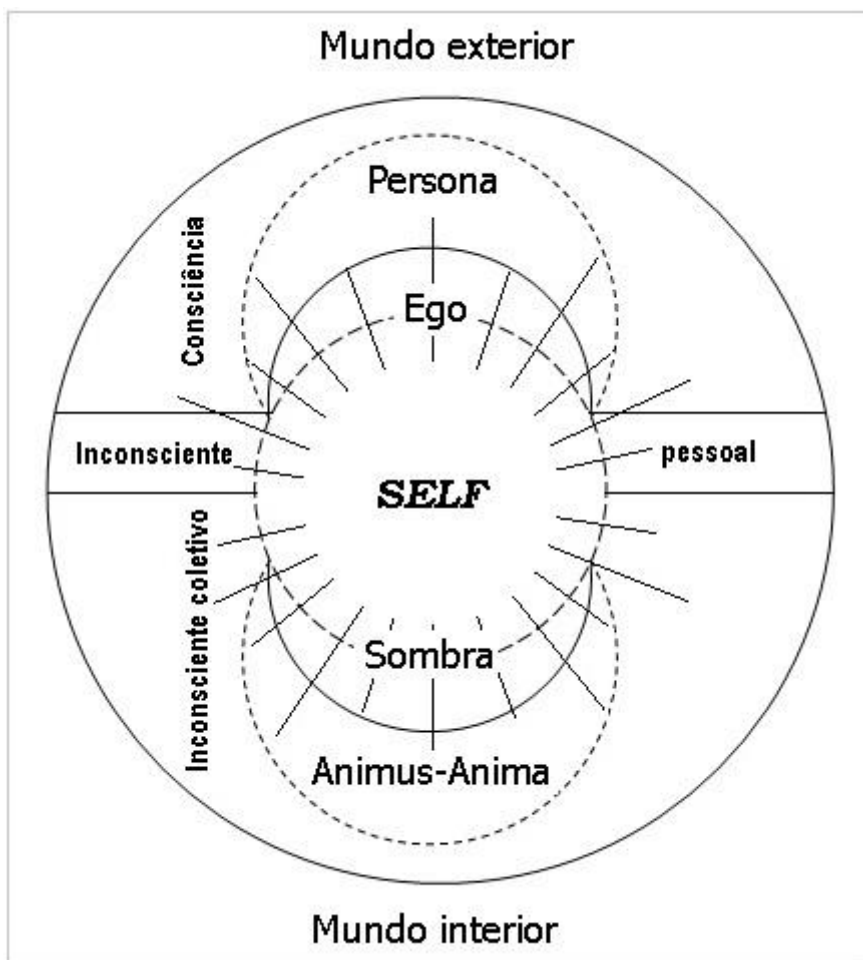 Mundo exterior
Persona
Consciência
Ego
Inconsciente
pessoal
SELF
Inconsciente coletivo
Sombra
Animus-Anima
Mundo interior